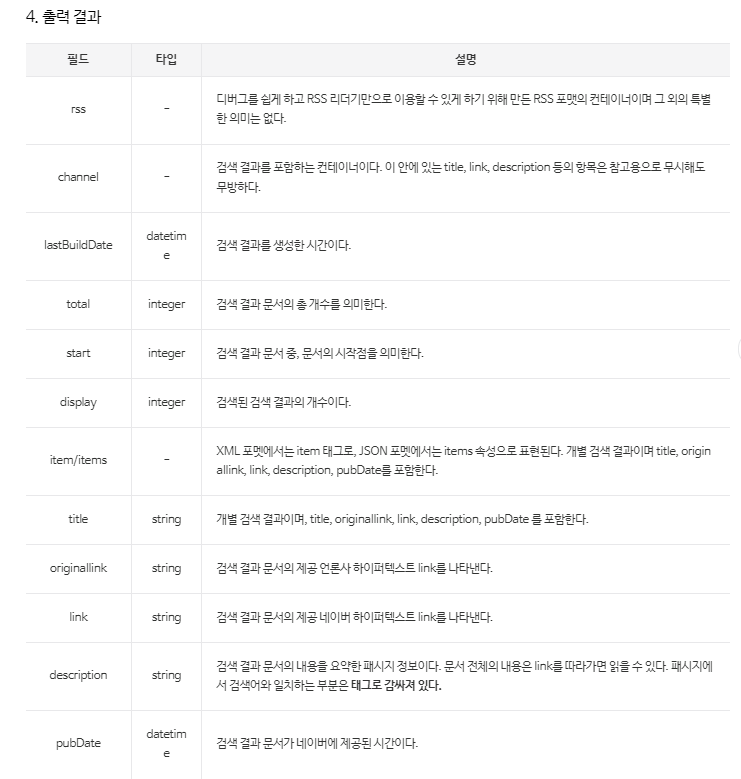 4. 출력 결과
필드 타입 설명
rss - 디버그를 쉽게 하고 RSS 리더기만으로 이용할 수 있게 하기 위해 만든 RSS 포맷의 컨테이너이며 그 외의 특별
한 의미는 없다.
channel - 검색 결과를 포함하는 컨테이너이다. 이 안에 있는 title, link, description 등의 항목은 참고용으로 무시해도
무방하다.
lastBuildDate datetim
e 검색 결과를 생성한 시간이다.
total integer 검색 결과 문서의 총 개수를 의미한다.
start integer 검색 결과 문서 중, 문서의 시작점을 의미한다.
display integer 검색된 검색 결과의 개수이다.
item/items - XML 포멧에서는 item 태그로, JSON 포멧에서는 items 속성으로 표현된다. 개별 검색 결과이며 title, origin
allink, link, description, pubDate를 포함한다.
title string 개별 검색 결과이며, title, originallink, link, description, pubDate 를 포함한다.
originallink string 검색 결과 문서의 제공 언론사 하이퍼텍스트 link를 나타낸다.
link string 검색 결과 문서의 제공 네이버 하이퍼텍스트 link를 나타낸다.
description string 검색 결과 문서의 내용을 요약한 패시지 정보이다. 문서 전체의 내용은 link를 따라가면 읽을 수 있다. 패시지에
서 검색어와 일치하는 부분은 태그로 감싸져 있다.
pubDate datetim
e 검색 결과 문서가 네이버에 제공된 시간이다.